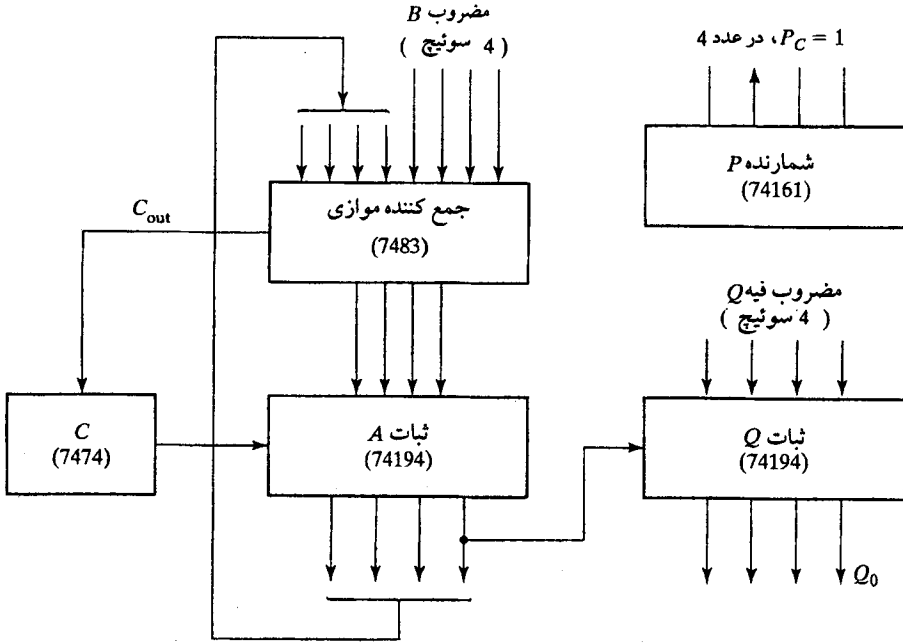 مضروب B
( 4 سوئیچ )
P_C = 1 ، در عدد 4
شمارنده P
(74161)
جمع کننده موازی
(7483)
C_out
مضروب فیه Q
( 4 سوئیچ )
C
(7474)
ثبات A
(74194)
ثبات Q
(74194)
Q_0